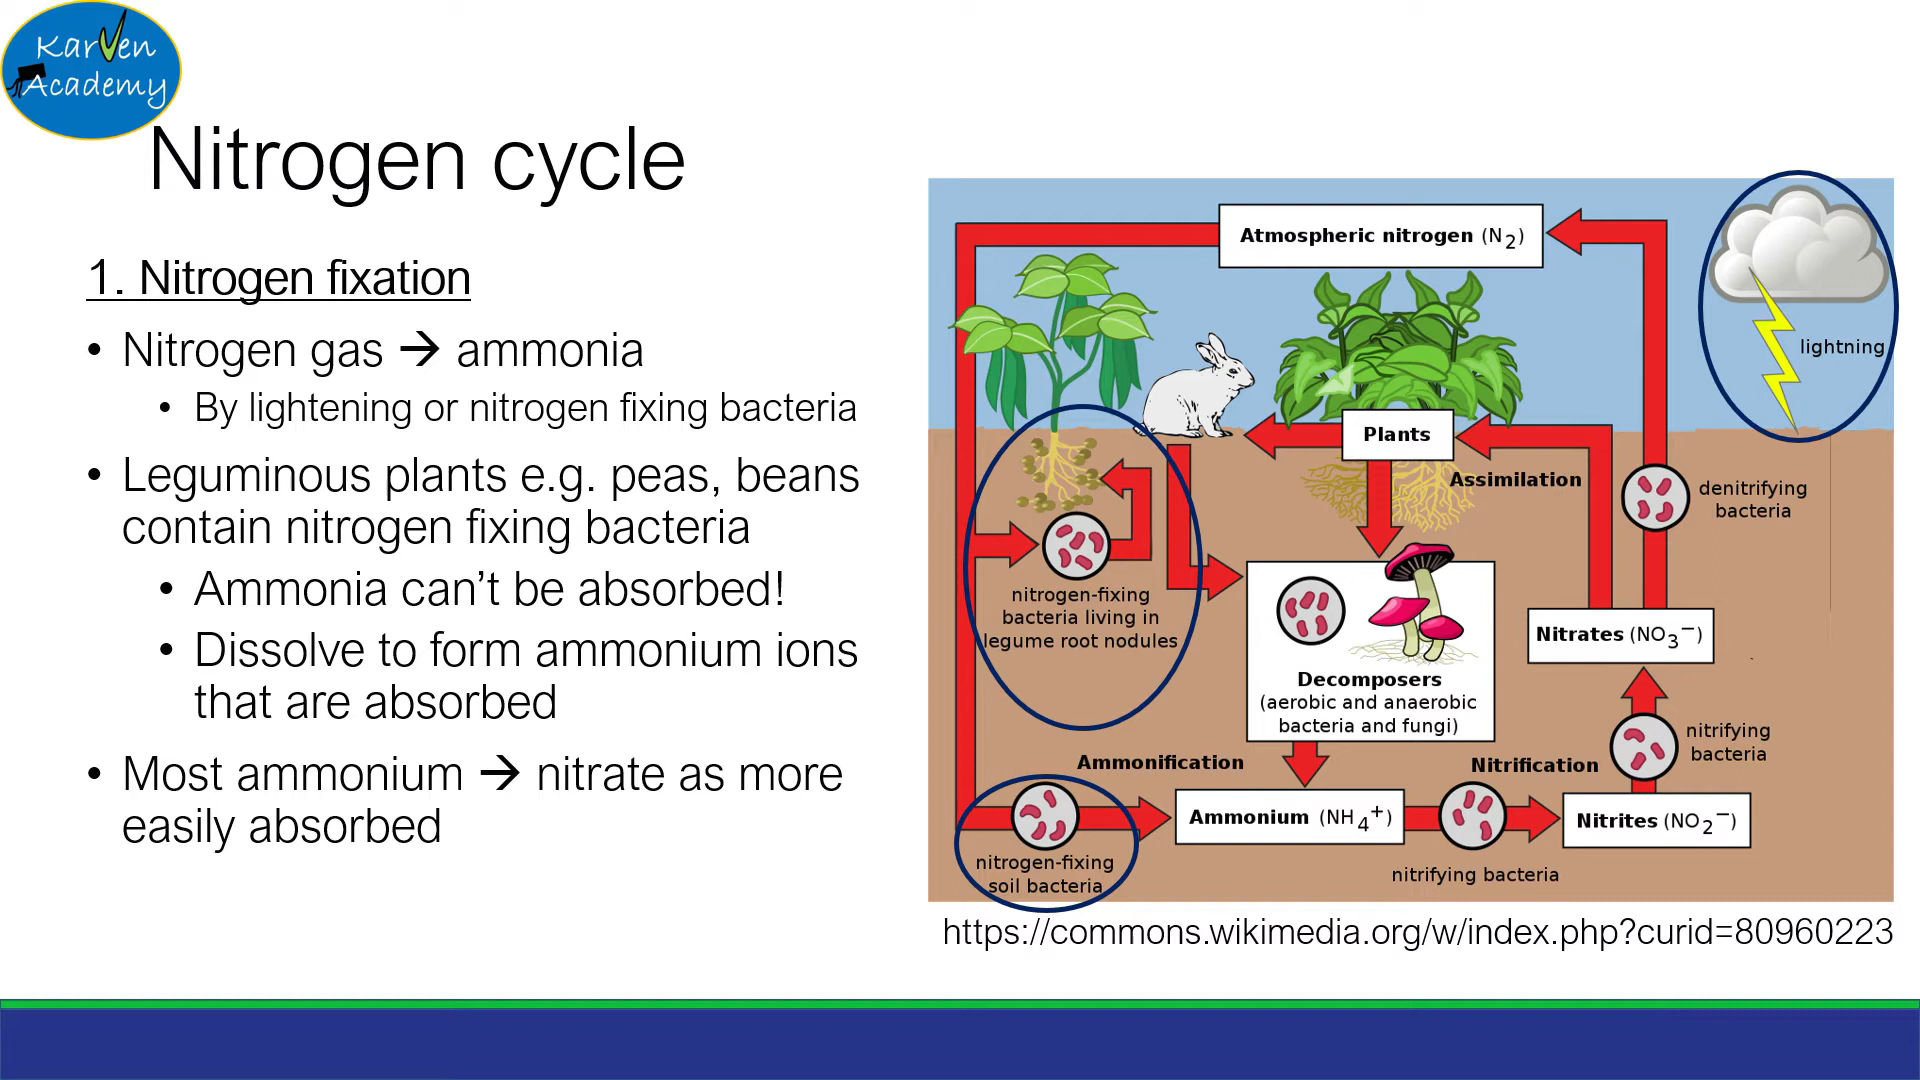 Karven
Academy
Nitrogen cycle
1. Nitrogen fixation
• Nitrogen gas → ammonia
• By lightening or nitrogen fixing bacteria
• Leguminous plants e.g. peas, beans
contain nitrogen fixing bacteria
• Ammonia can't be absorbed!
• Dissolve to form ammonium ions
that are absorbed
• Most ammonium → nitrate as more
easily absorbed
Atmospheric nitrogen (N₂)
lightning
Plants
Assimilation
denitrifying
bacteria
nitrogen-fixing
bacteria living in
legume root nodules
Nitrates (NO₃⁻)
Decomposers
(aerobic and anaerobic
bacteria and fungi)
nitrifying
bacteria
Ammonification
Nitrification
Ammonium (NH₄⁺)
Nitrites (NO₂⁻)
nitrogen-fixing
soil bacteria
nitrifying bacteria
https://commons.wikimedia.org/w/index.php?curid=80960223